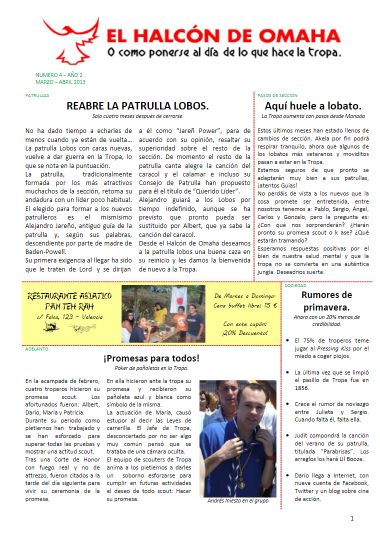 EL HALCÓN DE OMAHA
O como ponerse al día de lo que hace la tropa.
NUMERO 4 – AÑO 2
MARZO – ABRIL 2013
PATRULLAS
REABRE LA PATRULLA LOBOS.
Solo cuatro meses después de cerrarse.
No ha dado tiempo a echarles de
menos cuando ya están de vuelta…
La patrulla Lobos con caras nuevas,
vuelve a dar guerra en la Tropa, lo
que se nota en la puntuación.
La patrulla, tradicionalmente
formada por los más atractivos
muchachos de la sección, retoma su
andadura con un líder poco habitual.
El elegido para formar a los nuevos
patrulleros es el mismísimo
Alejandro Jareño, antiguo guía de la
patrulla y, según sus palabras,
descendiente por parte de madre de
Baden-Powell.
Su primera exigencia al llegar ha sido
que le traten de Lord y se dirijan
a él como “Jareñ Power”, para de
acuerdo con su opinión, resaltar su
superioridad sobre el resto de la
sección. De momento el resto de la
patrulla canta alegre la canción del
caracol y el calamar e incluso su
Consejo de Patrulla han propuesto
para él el título de “Querido Líder”.
Alejandro guiará a los Lobos por
tiempo indefinido, aunque se ha
previsto que pronto pueda ser
sustituido por Albert, que ya sabe la
canción del caracol.
Desde el Halcón de Omaha deseamos
a la patrulla lobos una buena caza en
su reinicio y les damos la bienvenida
de nuevo a la Tropa.
PASOS DE SECCIÓN
Aquí huele a lobato.
La Tropa aumenta con pasos desde Manada
Estos últimos meses han estado llenos
de cambios de sección. Akela por fin podrá
respirar tranquilo, ahora que algunos de
los lobatos más veteranos y moviditos
pasan a estar en la Tropa.
Estamos seguros de que pronto se
adaptarán muy bien a sus patrullas,
¡atentos Guías!
No perdáis de vista a los nuevos que la
cosa promete ser entretenida, entre
nosotros tenemos a: Pablo, Sergio, Ángel,
Carlos y Gonzalo, pero la pregunta es:
¿Con qué nos sorprenderán? ¿Harán
pronto su promesa scout o k ase? ¿Qué
estarán tramando?
Esperamos respuestas positivas por el
bien de nuestra salud mental y que la
tropa no se convierta en una auténtica
jungla. Deseadnos suerte.
RESTAURANTE ASIÁTICO
PAH TEH RAH
c/ Falsa, 123 – Valencia
De Martes a Domingo:
Cena buffet libre: 15 €
Con este cupón:
¡20% Descuento!
SOCIEDAD
Rumores de
primavera.
Ahora con un 20% menos de
credibilidad.
• El 75% de troperos teme
jugar al Pressing Kiss por el
miedo a coger piojos.
• La última vez que se limpió
el pasillo de Tropa fue en
1856.
• Crece el rumor de noviazgo
entre Julieta y Sergio.
Cuando falta él, falta ella.
• Judit compondrá la canción
del verano de su patrulla,
titulada “Parabrisas”. Los
arreglos los hará Ul Booze.
• Darío llega a internet, con
nueva cuenta de Facebook,
Twitter y un blog sobre cine
de acción.
ADELANTO
¡Promesas para todos!
Póker de pañoletas en la Tropa.
En la acampada de febrero,
cuatro troperos hicieron su
promesa scout. Los
afortunados fueron: Albert,
Darío, María y Patricia.
Durante su período como
pietiernos han trabajado y
se han esforzado para
superar todas las pruebas y
mostrar una actitud scout.
Tras una Corte de Honor
con fuego real y no de
attrezzo, fueron citados a la
tarde del día siguiente para
vivir su ceremonia de la
promesa.
En ella hicieron ante la tropa su
promesa y recibieron su
pañoleta azul y blanca como
símbolo de la misma.
La actuación de María, causó
estupor al decir las Leyes de
carrerilla. El Jefe de Tropa,
desconcertado por no ser algo
muy común pensó que se
trataba de una cámara oculta.
El equipo de scouters de Tropa
anima a los pietiernos a darles
un soborno esforzarse para
cumplir en futuras actividades
el deseo de todo scout: Hacer
su promesa.
Andrés Iniesto en el grupo
1